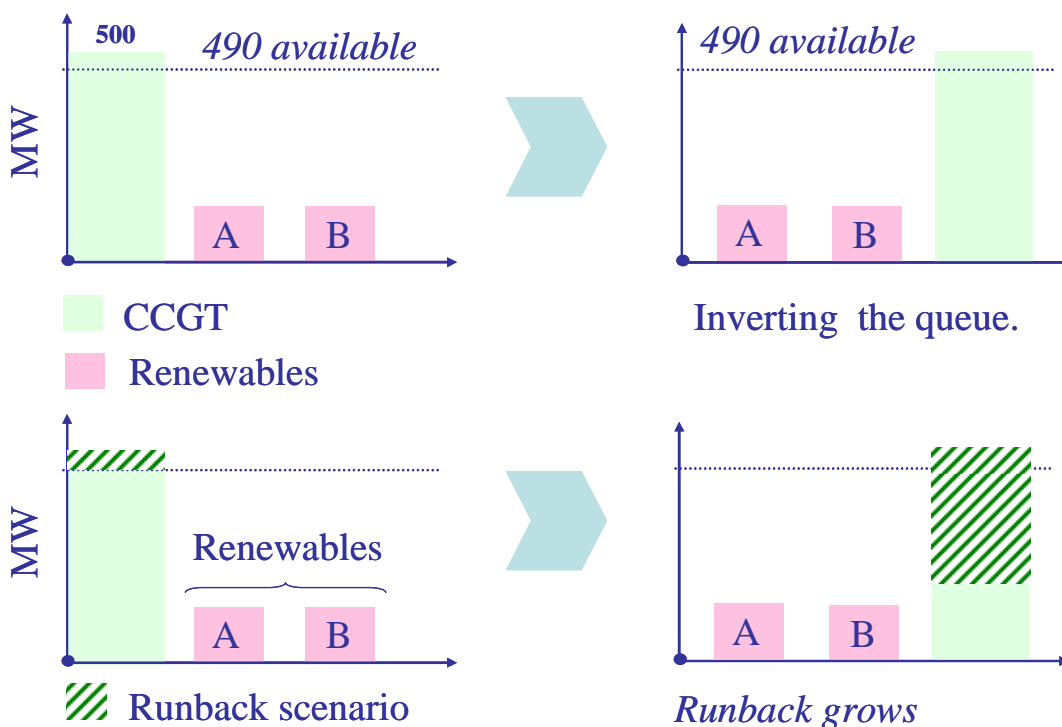 500
490 available
MW
A
B
CCGT
Renewables
490 available
A
B
Inverting the queue.
MW
Renewables
A
B
Runback scenario
A
B
Runback grows